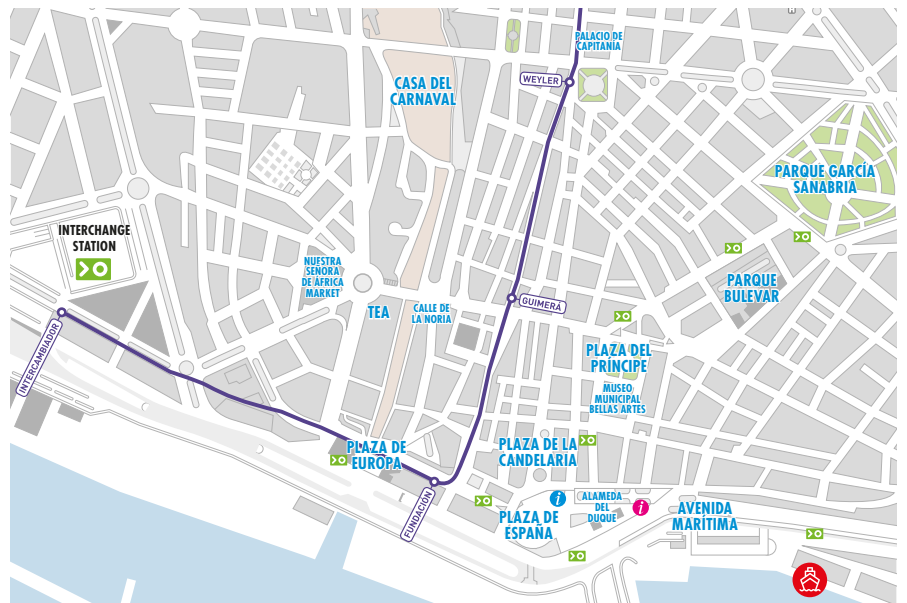 PALACIO DE
CAPITANÍA
WEYLER
CASA DEL
CARNAVAL
PARQUE GARCÍA
SANABRIA
INTERCHANGE
STATION
NUESTRA
SEÑORA
DE ÁFRICA
MARKET
PARQUE
BULEVAR
TEA
CALLE DE
LA NORIA
GUIMERÁ
INTERCAMBIADOR
PLAZA DEL
PRÍNCIPE
MUSEO
MUNICIPAL
BELLAS ARTES
PLAZA DE
EUROPA
PLAZA DE LA
CANDELARIA
FUNDACIÓN
i
ALAMEDA
DEL
DUQUE
i
PLAZA DE
ESPAÑA
AVENIDA
MARÍTIMA